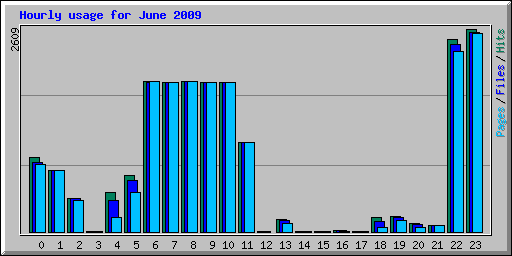 Hourly usage for June 2009
2609
Pages/Files/Hits
0 1 2 3 4 5 6 7 8 9 10 11 12 13 14 15 16 17 18 19 20 21 22 23